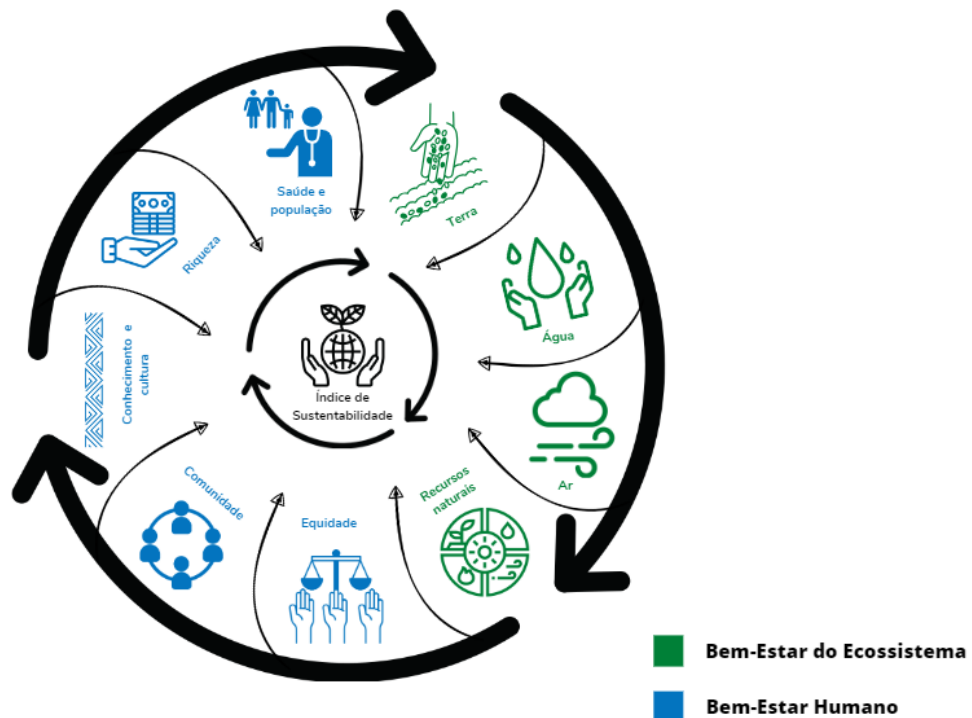 Saúde e
população
Terra
Água
Ar
Recursos
naturais
Equidade
Comunidade
Conhecimento e
cultura
Riqueza
Índice de
Sustentabilidade
Bem-Estar do Ecossistema
Bem-Estar Humano